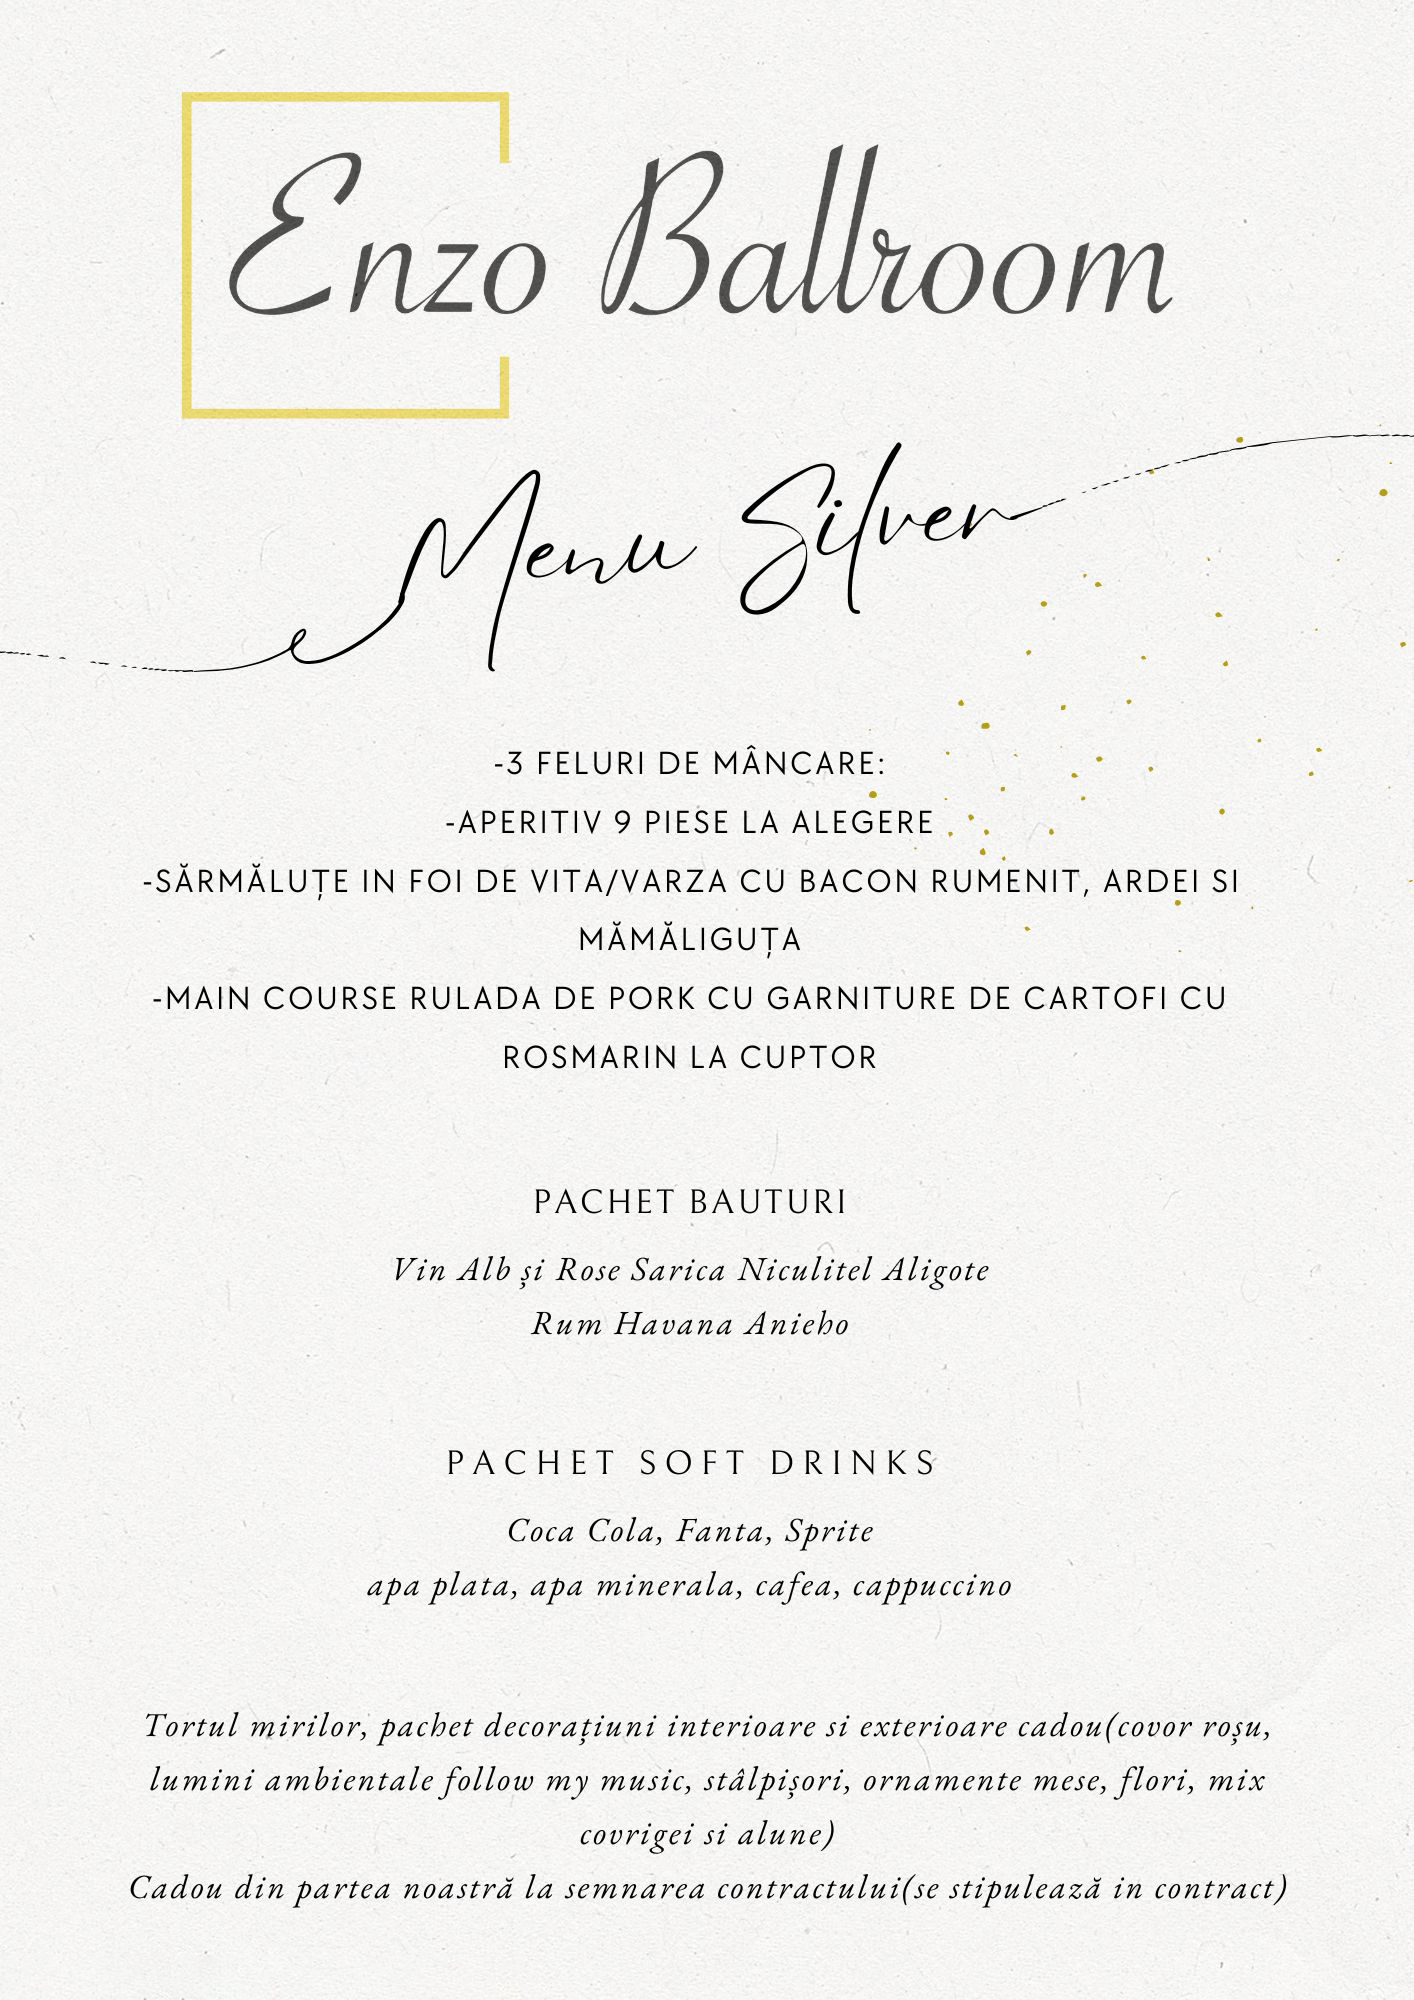 Enzo Ballroom
Menu Silver
-3 FELURI DE MÂNCARE:
-APERITIV 9 PIESE LA ALEGERE
-SĂRMĂLUȚE IN FOI DE VITA/VARZA CU BACON RUMENIT, ARDEI SI
MĂMĂLIGUȚA
-MAIN COURSE RULADA DE PORK CU GARNITURE DE CARTOFI CU
ROSMARIN LA CUPTOR
PACHET BAUTURI
Vin Alb și Rose Sarica Niculitel Aligote
Rum Havana Anieho
PACHET SOFT DRINKS
Coca Cola, Fanta, Sprite
apa plata, apa minerala, cafea, cappuccino
Tortul mirilor, pachet decorațiuni interioare si exterioare cadou(covor roșu,
lumini ambientale follow my music, stâlpișori, ornamente mese, flori, mix
covrigei si alune)
Cadou din partea noastră la semnarea contractului(se stipulează in contract)